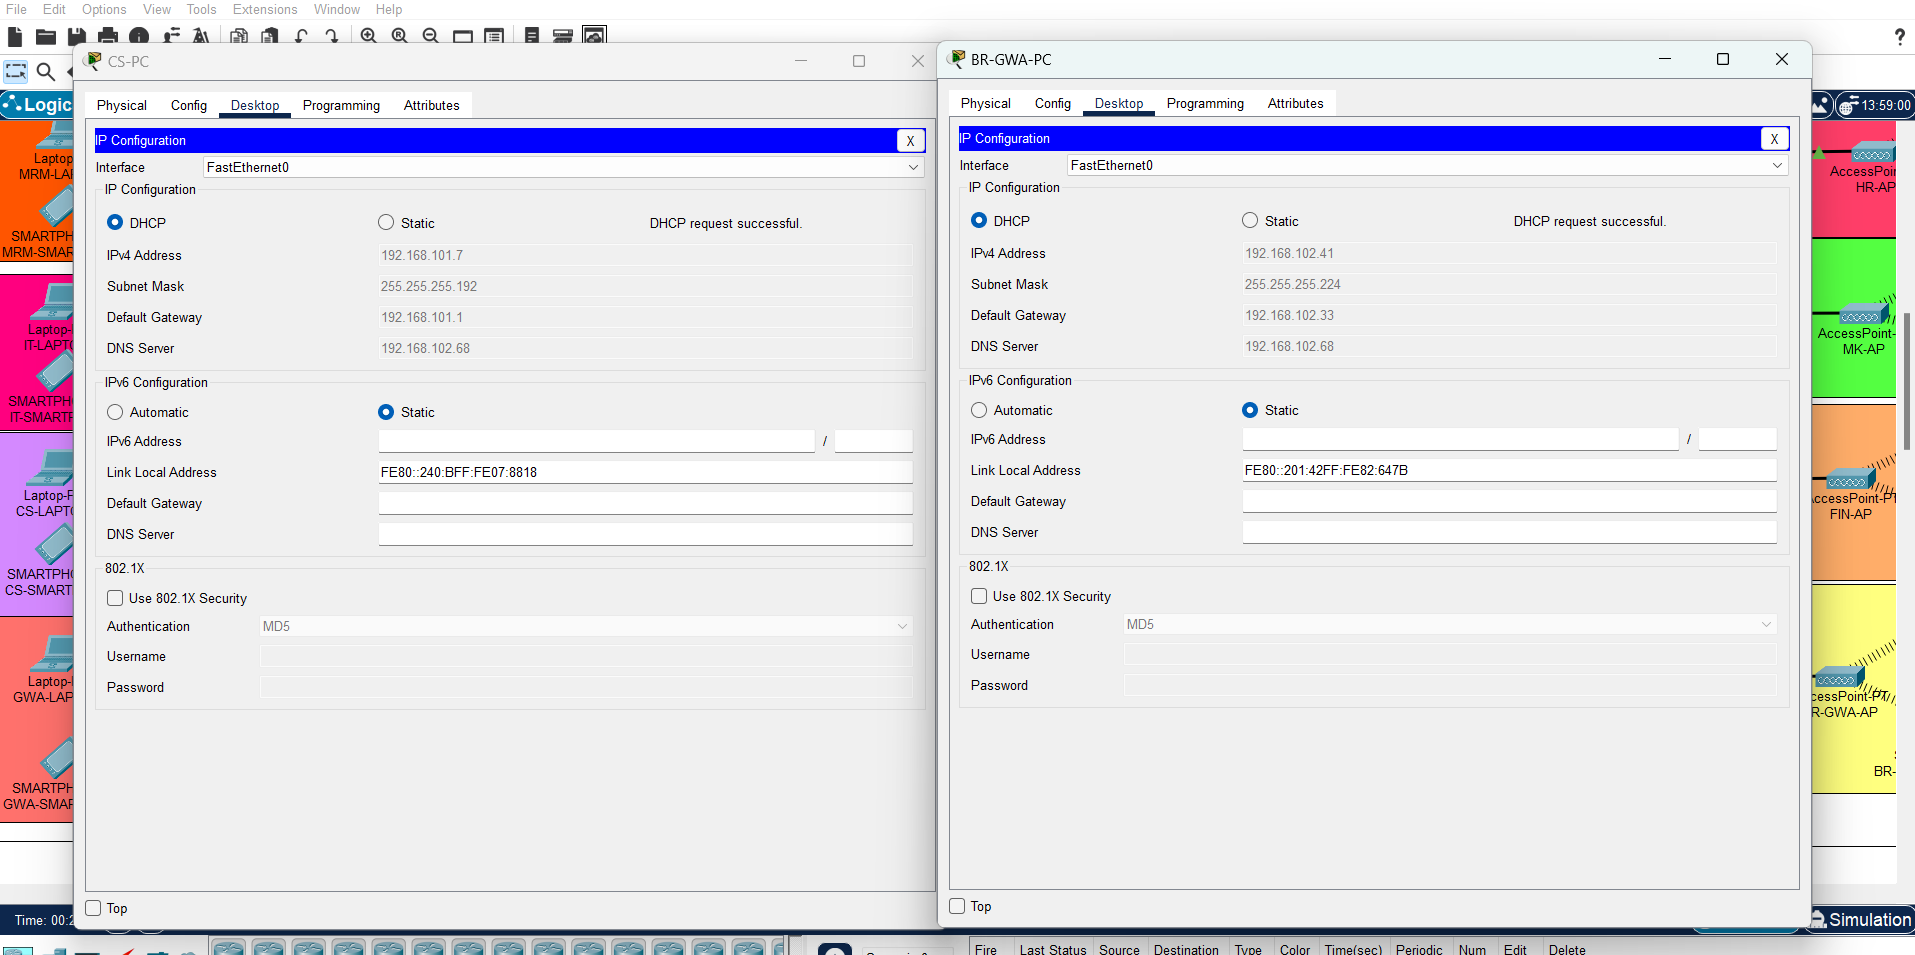 File Edit Options View Tools Extensions Window Help
?
Logic
13:59:00
CS-PC
Physical Config Desktop Programming Attributes
IP Configuration X
Interface FastEthernet0
IP Configuration
DHCP Static DHCP request successful.
IPv4 Address 192.168.101.7
Subnet Mask 255.255.255.192
Default Gateway 192.168.101.1
DNS Server 192.168.102.68
IPv6 Configuration
Automatic Static
IPv6 Address /
Link Local Address FE80::240:BFF:FE07:8818
Default Gateway
DNS Server
802.1X
Use 802.1X Security
Authentication MD5
Username
Password
Top
BR-GWA-PC
Physical Config Desktop Programming Attributes
IP Configuration X
Interface FastEthernet0
IP Configuration
DHCP Static DHCP request successful.
IPv4 Address 192.168.102.41
Subnet Mask 255.255.255.224
Default Gateway 192.168.102.33
DNS Server 192.168.102.68
IPv6 Configuration
Automatic Static
IPv6 Address /
Link Local Address FE80::201:42FF:FE82:647B
Default Gateway
DNS Server
802.1X
Use 802.1X Security
Authentication MD5
Username
Password
Top
Lapto
MRM-LAP
SMARTPH
MRM-SMAR
Laptop-
IT-LAPTO
SMARTPH
IT-SMARTP
Laptop-P
CS-LAPTO
SMARTPHO
CS-SMART
Laptop-
GWA-LAP
SMARTPH
GWA-SMAR
AccessPoin
HR-AP
AccessPoint-
MK-AP
ccessPoint-PT
FIN-AP
cessPoint-PT
R-GWA-AP
BR-
Time: 00:2
Simulation
Fire Last Status Source Destination Type Color Time(sec) Periodic Num Edit Delete